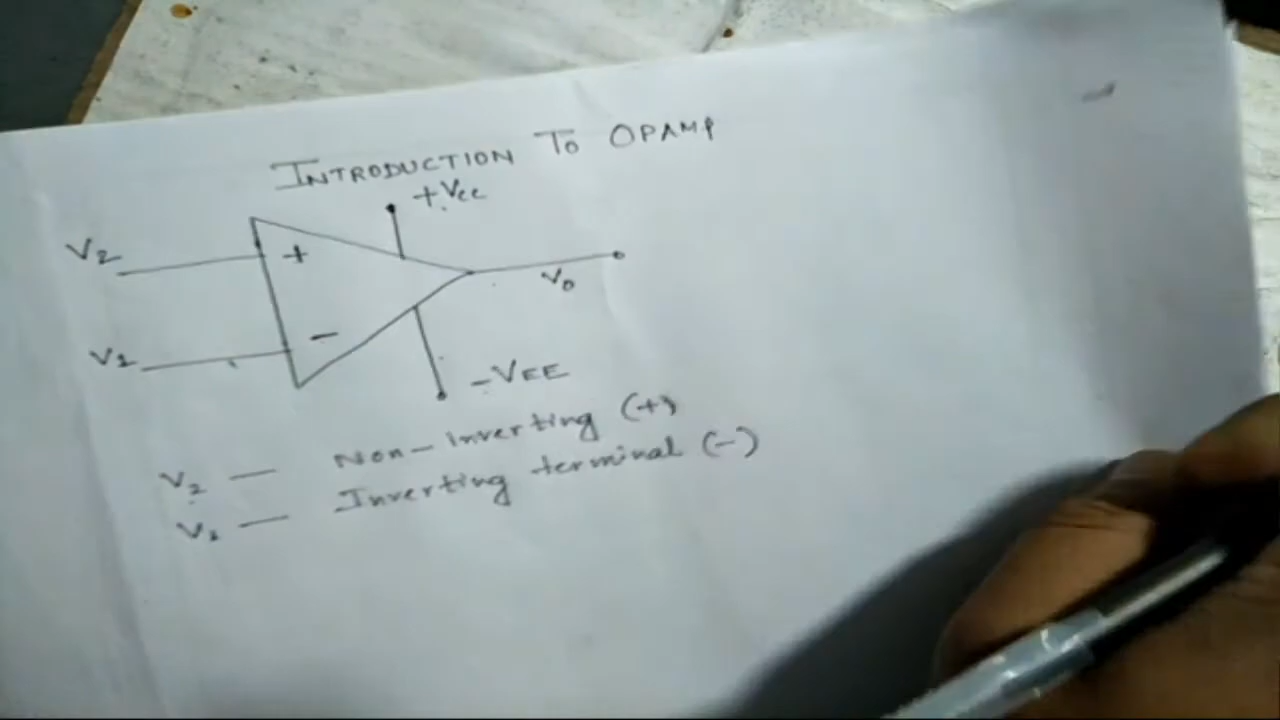 INTRODUCTION TO OPAMP
+Vcc
V2
+
Vo
V1
-
-VEE
V2 — Non-Inverting (+)
V1 — Inverting terminal (-)